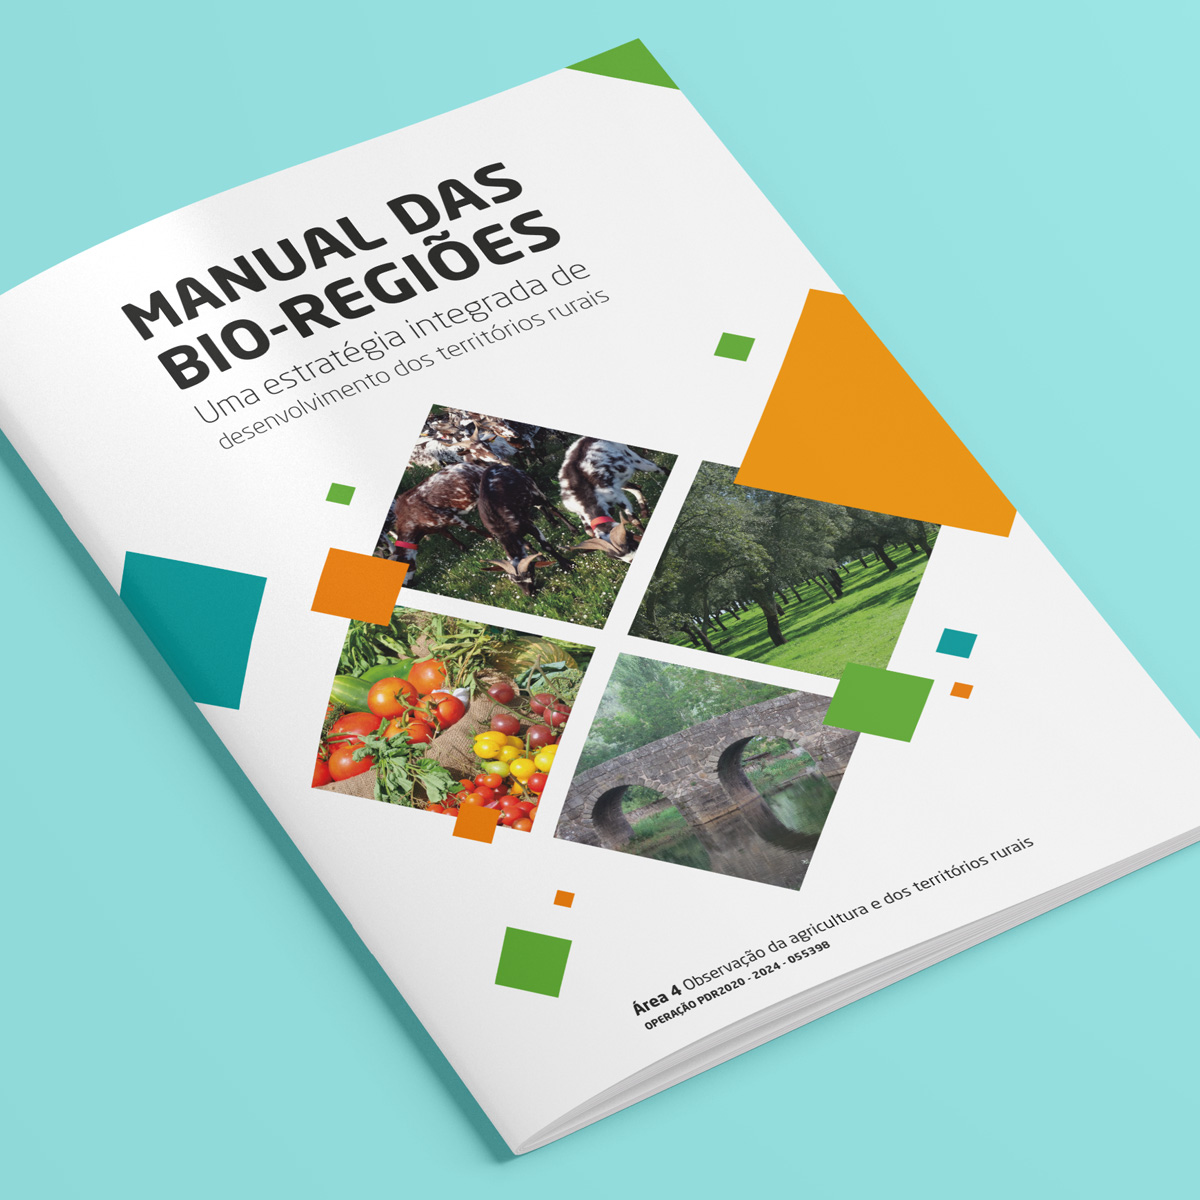 MANUAL DAS
BIO-REGIÕES
Uma estratégia integrada de
desenvolvimento dos territórios rurais
Área 4 Observação da agricultura e dos territórios rurais
OPERAÇÃO PDR2020 - 2024 - 055398